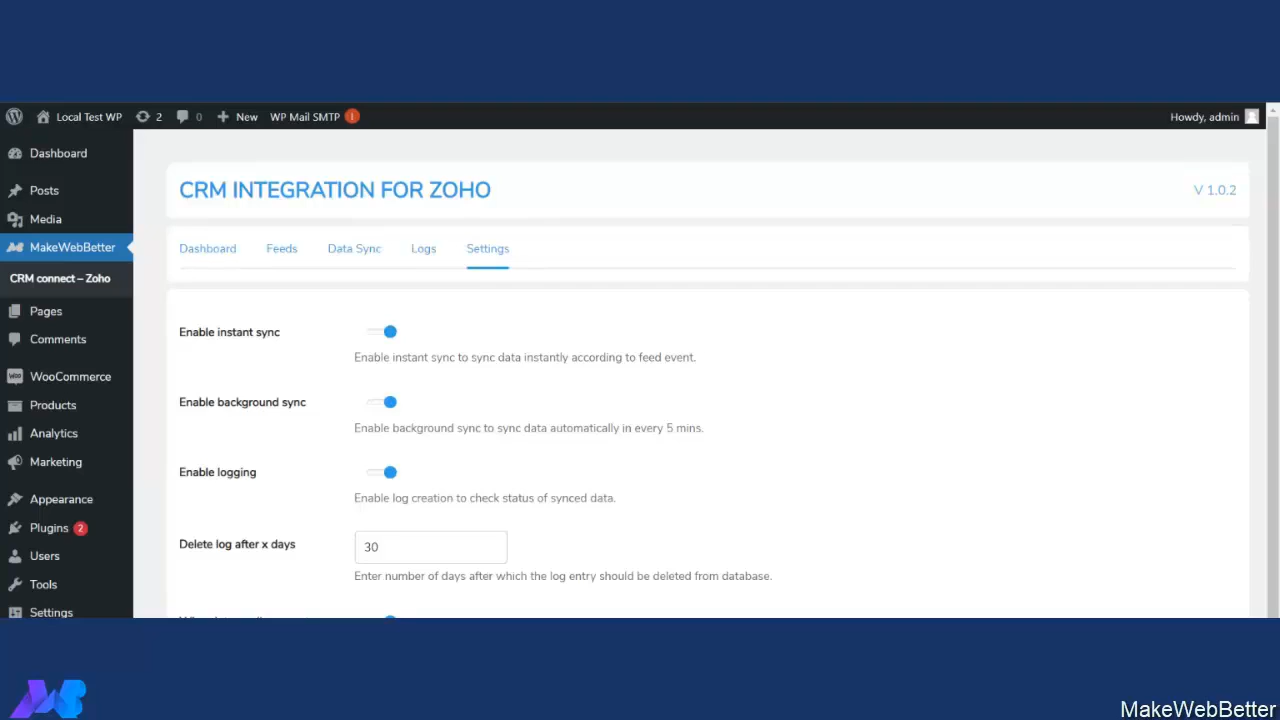 Local Test WP 2 0 New WP Mail SMTP ! Howdy, admin
Dashboard
Posts
Media
MakeWebBetter
CRM connect – Zoho
Pages
Comments
WooCommerce
Products
Analytics
Marketing
Appearance
Plugins 2
Users
Tools
Settings
CRM INTEGRATION FOR ZOHO
V 1.0.2
Dashboard Feeds Data Sync Logs Settings
Enable instant sync
Enable instant sync to sync data instantly according to feed event.
Enable background sync
Enable background sync to sync data automatically in every 5 mins.
Enable logging
Enable log creation to check status of synced data.
Delete log after x days
30
Enter number of days after which the log entry should be deleted from database.
MakeWebBetter